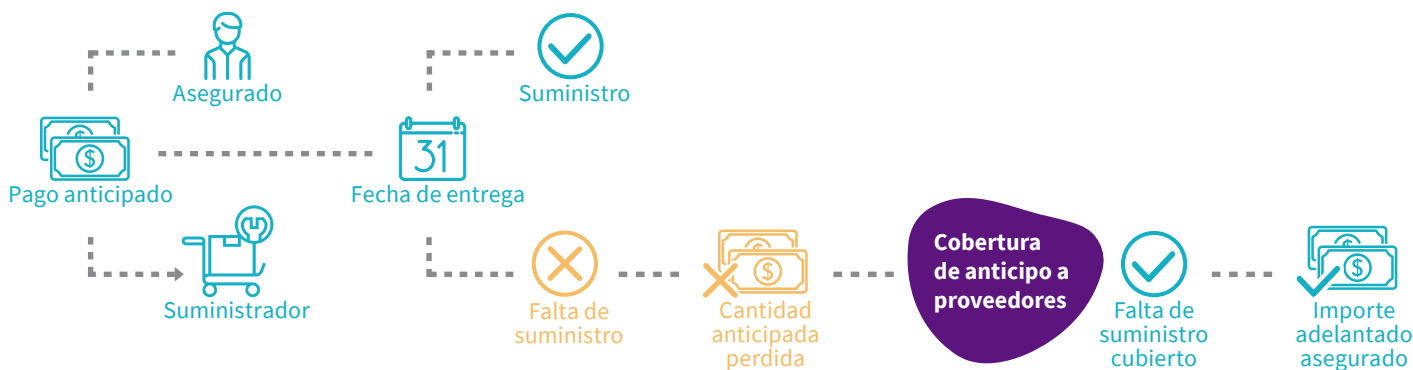 Asegurado
Suministro
$
31
Pago anticipado
Fecha de entrega
Suministrador
Falta de
suministro
$
Cantidad
anticipada
perdida
Cobertura
de anticipo a
proveedores
Falta de
suministro
cubierto
$
Importe
adelantado
asegurado